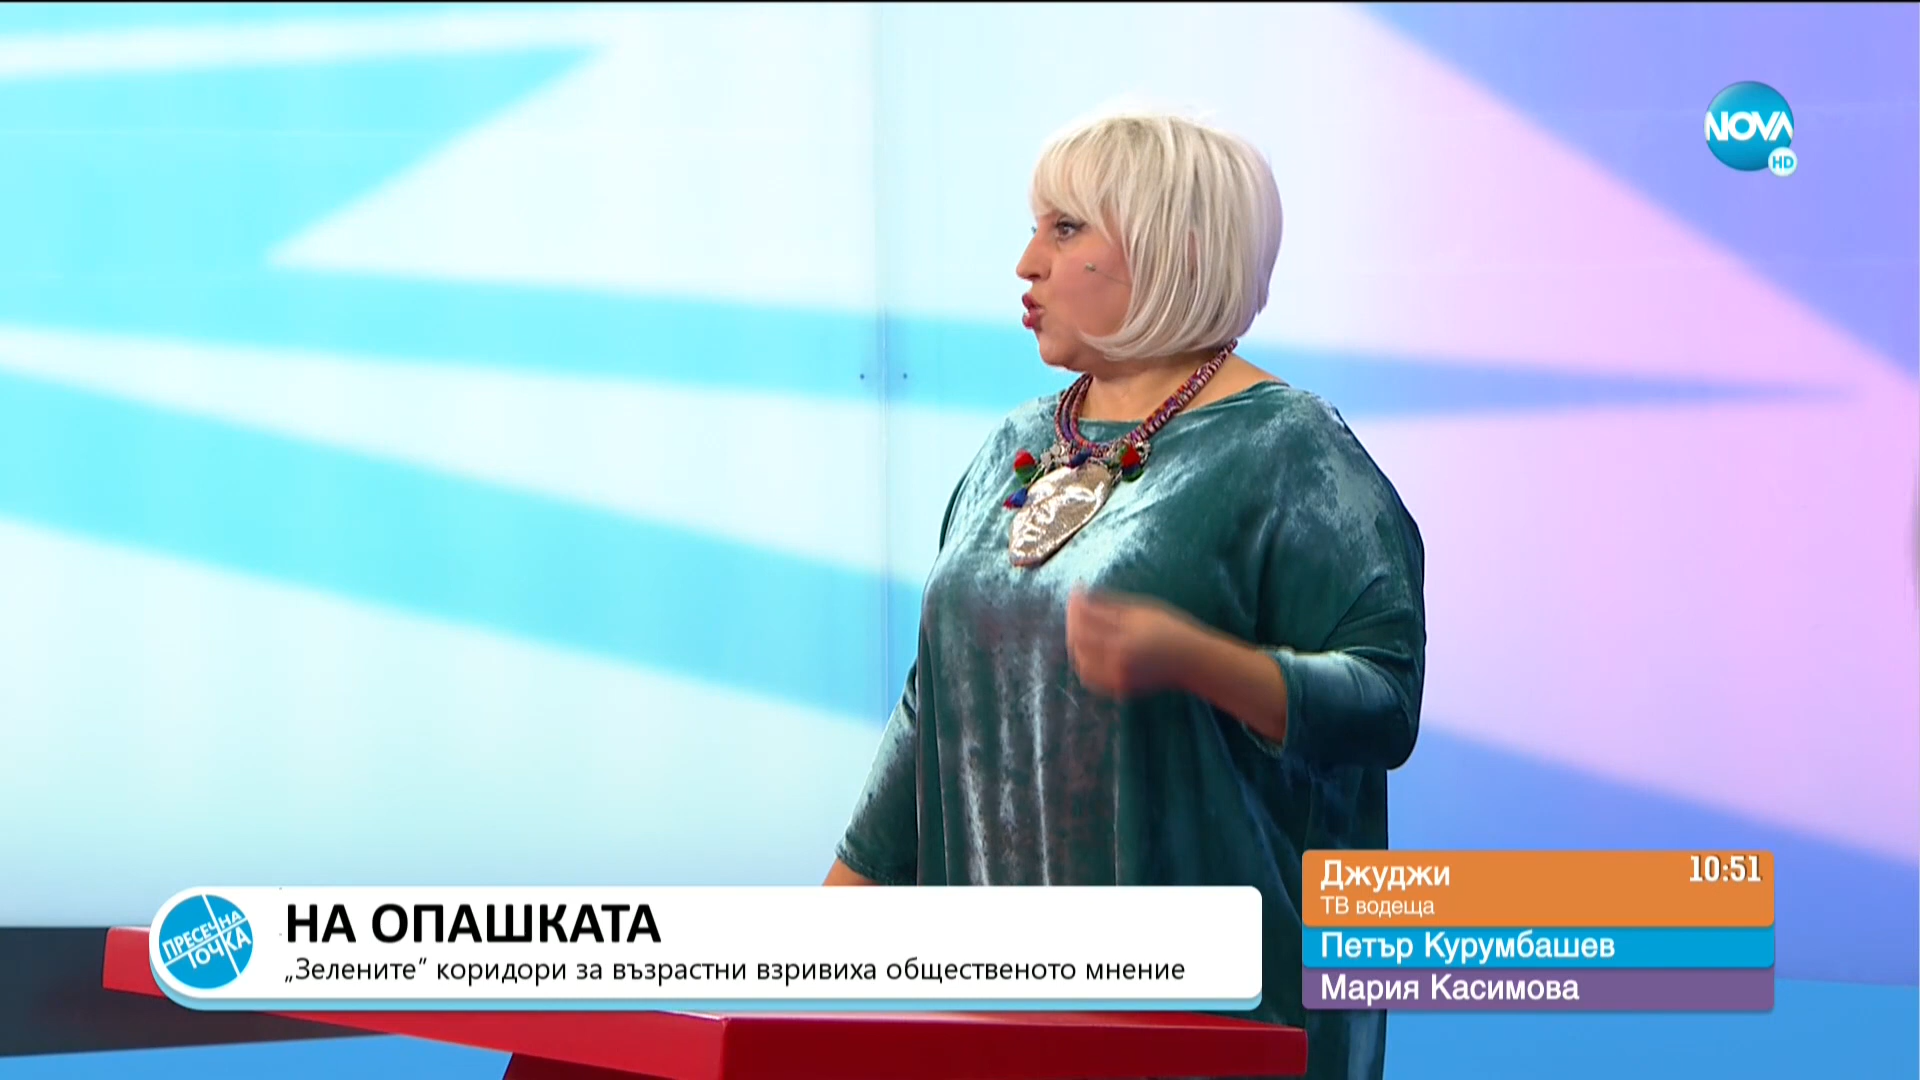 NOVA
HD
Джуджи
10:51
ТВ водеща
Петър Курумбашев
Мария Касимова
ПРЕСЕЧНА
ТОЧКА
НА ОПАШКАТА
„Зелените” коридори за възрастни взривиха общественото мнение